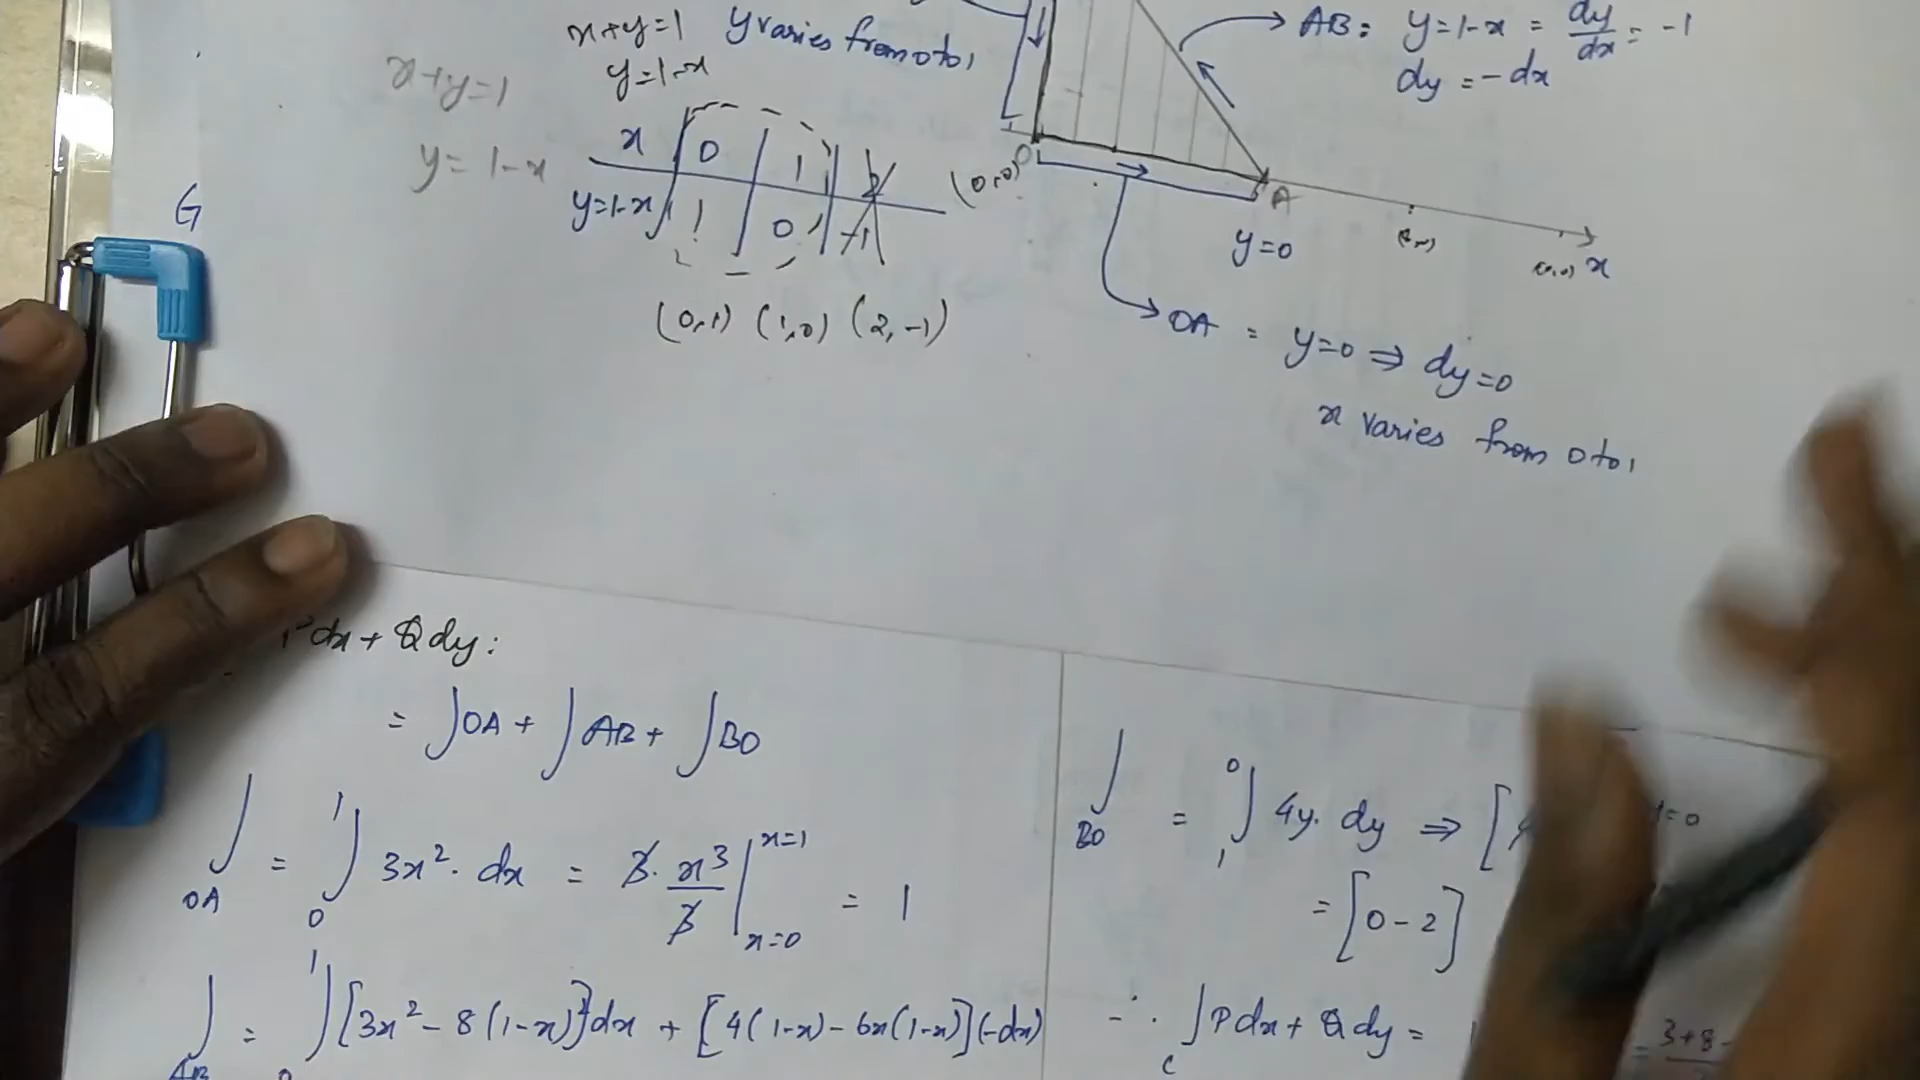 x+y=1 y varies from 0 to 1
y=1-x
x+y=1
y= 1-x
x 0 1 2
y=1-x 1 0 -1
(0,1) (1,0) (2,-1)
G
AB: y=1-x = dy/dx = -1
dy = -dx
O (0,0) A
y=0
x
OA = y=0 ⇒ dy=0
x varies from 0 to 1
Pdx + Qdy:
= ∫OA + ∫AB + ∫BO
∫OA = ∫₀¹ 3x². dx = 3. x³/3 |x=0 x=1 = 1
∫AB = ∫₀¹ [3x² - 8(1-x)²]dx + [4(1-x) - 6x(1-x)](-dx)
∫BO = ∫₁⁰ 4y. dy ⇒ [
= [0-2]
∴ ∫c Pdx + Qdy =
= 3+8